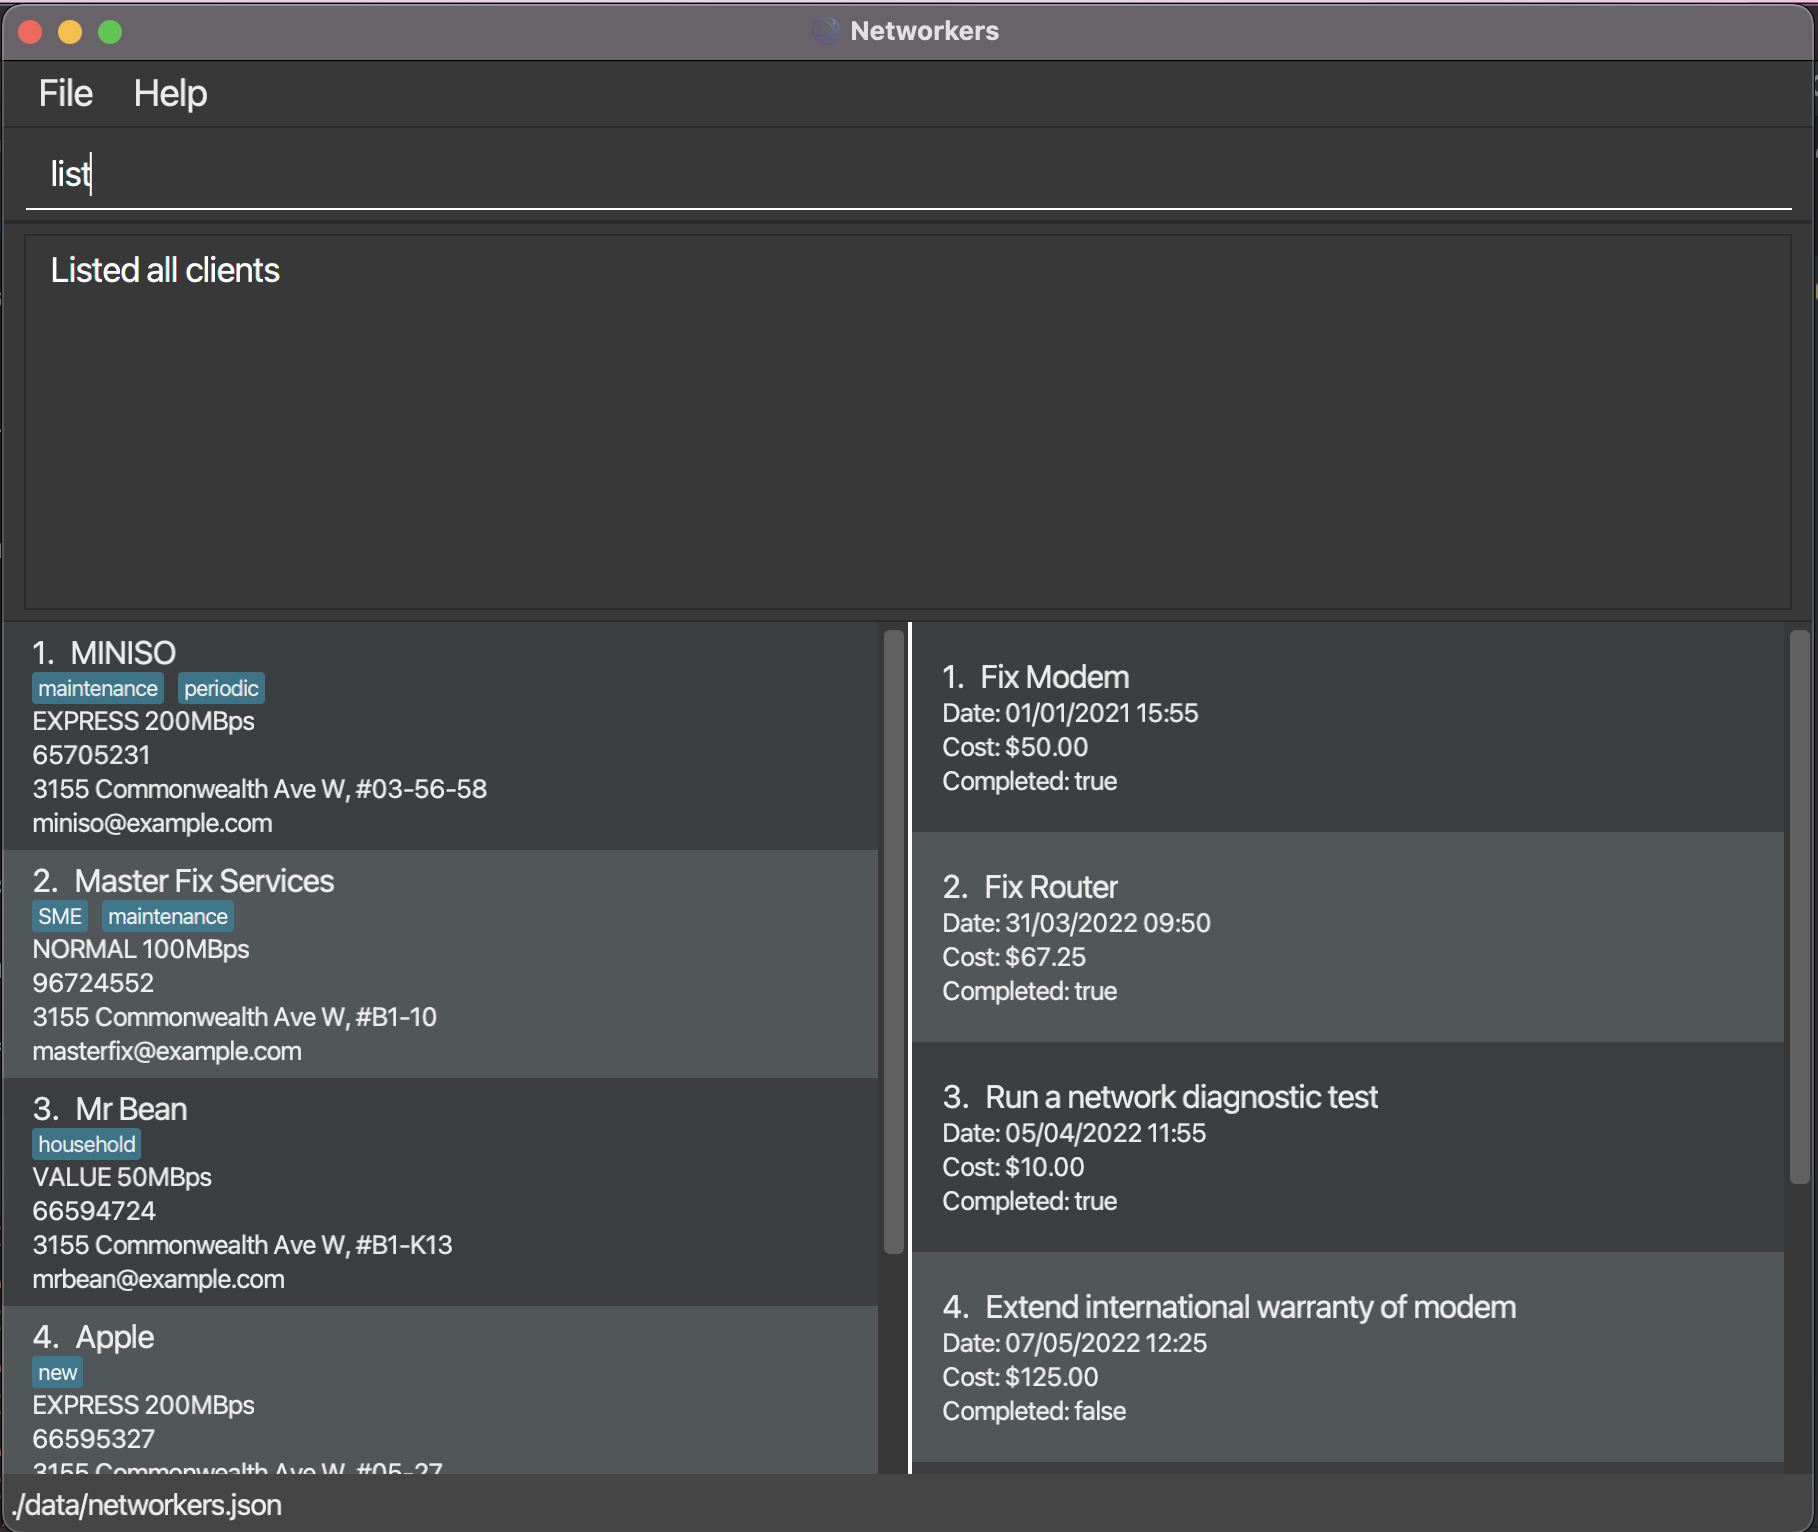 Networkers
File Help
list
Listed all clients
1. MINISO
maintenance periodic
EXPRESS 200MBps
65705231
3155 Commonwealth Ave W, #03-56-58
miniso@example.com
2. Master Fix Services
SME maintenance
NORMAL 100MBps
96724552
3155 Commonwealth Ave W, #B1-10
masterfix@example.com
3. Mr Bean
household
VALUE 50MBps
66594724
3155 Commonwealth Ave W, #B1-K13
mrbean@example.com
4. Apple
new
EXPRESS 200MBps
66595327
3155 Commonwealth Ave W, #05-27
1. Fix Modem
Date: 01/01/2021 15:55
Cost: $50.00
Completed: true
2. Fix Router
Date: 31/03/2022 09:50
Cost: $67.25
Completed: true
3. Run a network diagnostic test
Date: 05/04/2022 11:55
Cost: $10.00
Completed: true
4. Extend international warranty of modem
Date: 07/05/2022 12:25
Cost: $125.00
Completed: false
./data/networkers.json